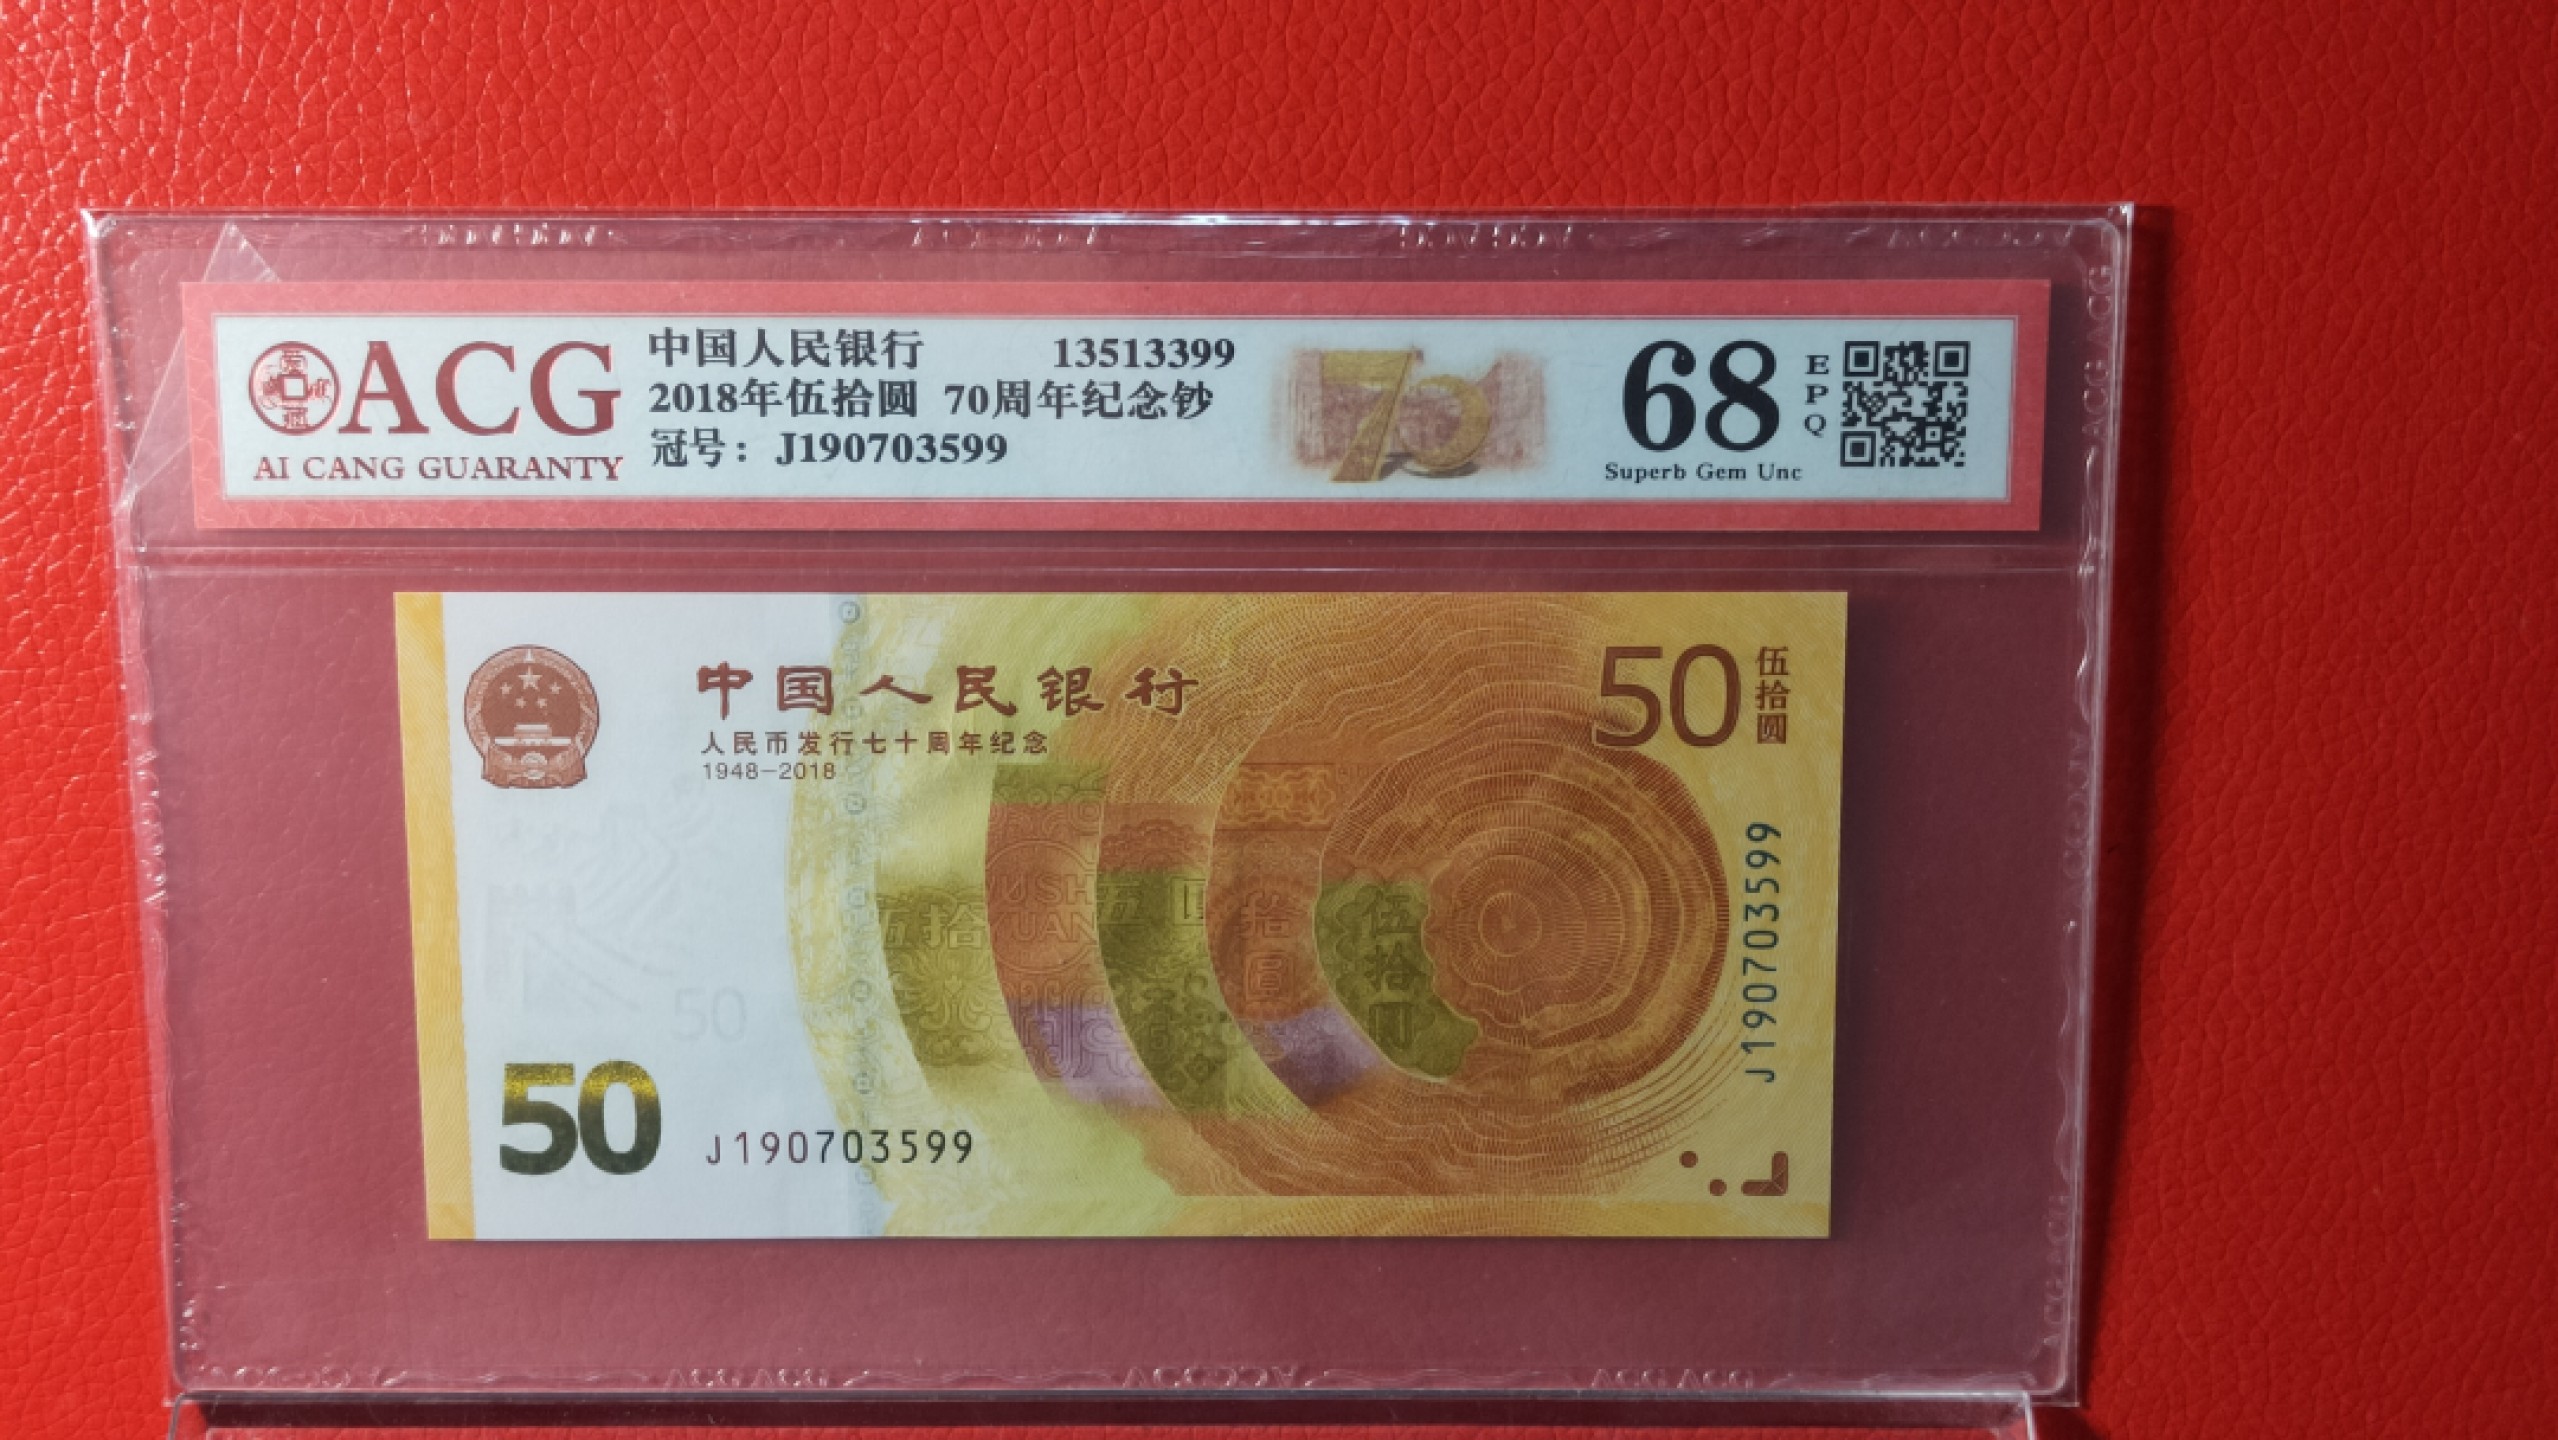 ACG
AI CANG GUARANTY
中国人民银行 13513399
2018年伍拾圆 70周年纪念钞
冠号：J190703599
70
68
EPQ
Superb Gem Unc
中国人民银行
人民币发行七十周年纪念
1948-2018
50
伍拾圆
J190703599
50
50
J190703599